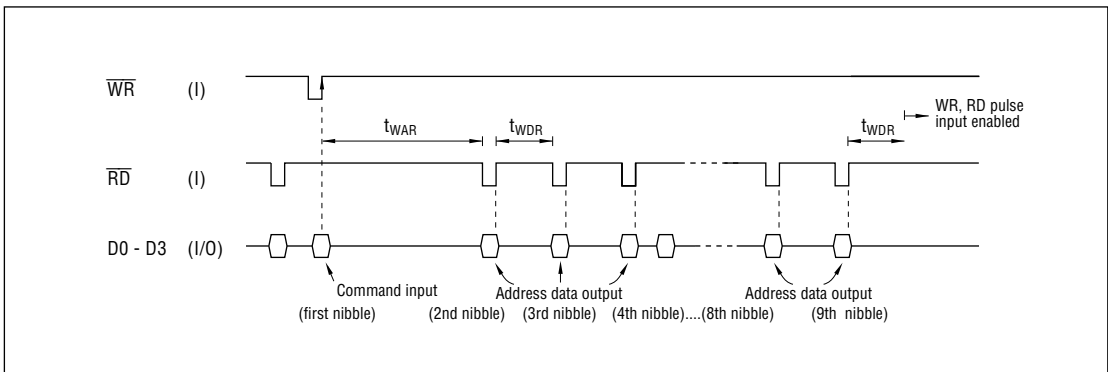 WR (I)
tWAR
tWDR
tWDR
WR, RD pulse
input enabled
RD (I)
D0 - D3 (I/O)
Command input
(first nibble)
Address data output
(2nd nibble) (3rd nibble) (4th nibble)....(8th nibble)
Address data output
(9th nibble)